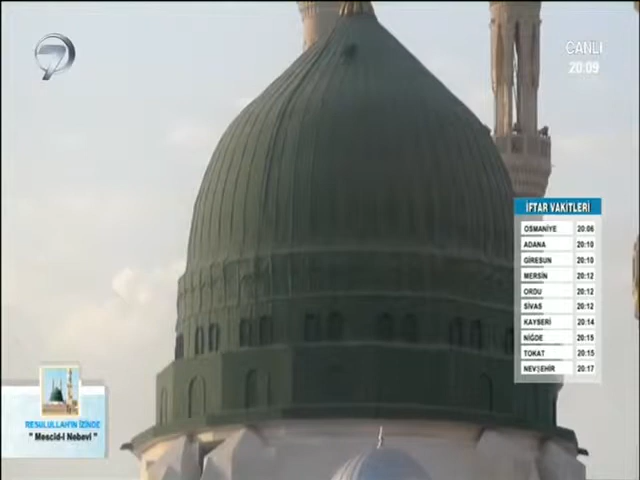 7
CANLI
20:09
İFTAR VAKİTLERİ
OSMANİYE 20:06
ADANA 20:10
GİRESUN 20:10
MERSİN 20:12
ORDU 20:12
SİVAS 20:12
KAYSERİ 20:14
NİĞDE 20:15
TOKAT 20:15
NEVŞEHİR 20:17
RESULULLAH'IN İZİNDE
" Mescid-i Nebevi "